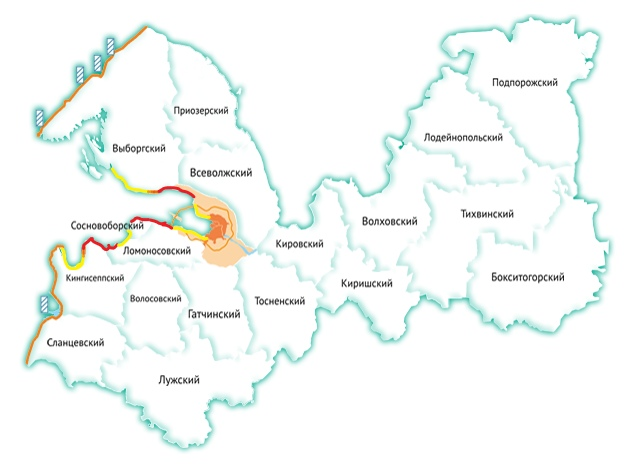 Подпорожский
Приозерский
Лодейнопольский
Выборгский
Всеволжский
Тихвинский
Волховский
Сосновоборский
Кировский
Ломоносовский
Кингисеппский
Бокситогорский
Киришский
Волосовский
Тосненский
Гатчинский
Сланцевский
Лужский